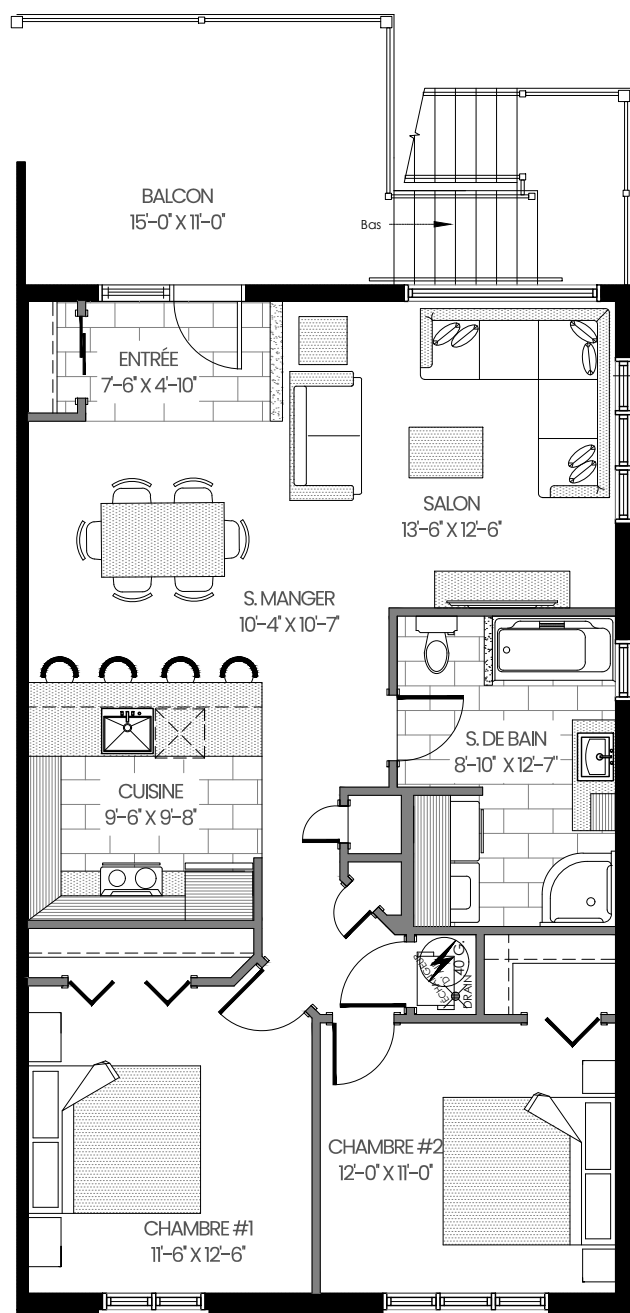 BALCON
15'-0" X 11'-0"
Bas
ENTRÉE
7'-6" X 4'-10"
SALON
13'-6" X 12'-6"
S. MANGER
10'-4" X 10'-7"
S. DE BAIN
8'-10" X 12'-7"
CUISINE
9'-6" X 9'-8"
40 G.
DRAIN
CHAMBRE #2
12'-0" X 11'-0"
CHAMBRE #1
11'-6" X 12'-6"